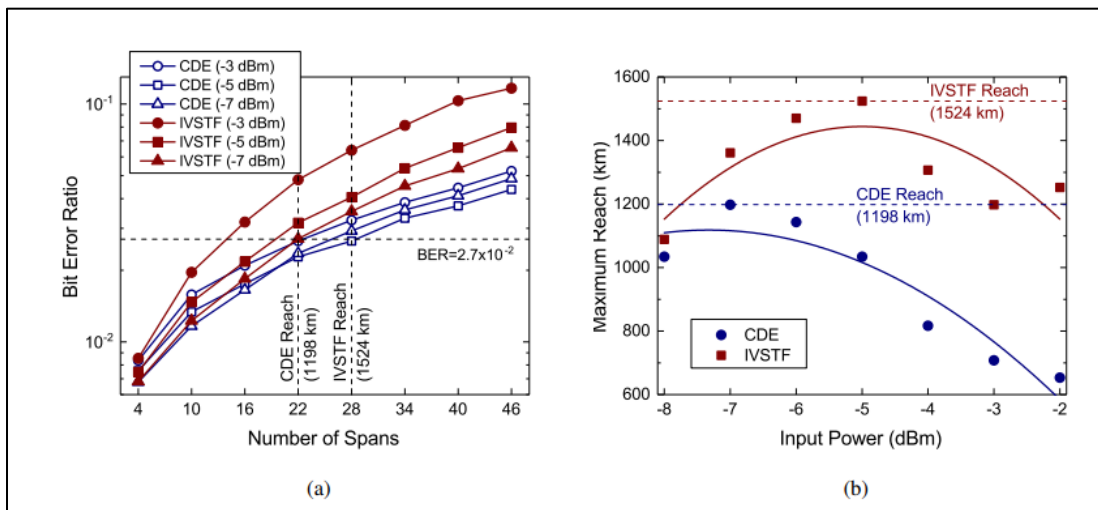 CDE (-3 dBm)
CDE (-5 dBm)
CDE (-7 dBm)
IVSTF (-3 dBm)
IVSTF (-5 dBm)
IVSTF (-7 dBm)
10⁻¹
10⁻²
Bit Error Ratio
BER=2.7x10⁻²
CDE Reach
(1198 km)
IVSTF Reach
(1524 km)
4 10 16 22 28 34 40 46
Number of Spans
(a)
1600
1400
1200
1000
800
600
Maximum Reach (km)
IVSTF Reach
(1524 km)
CDE Reach
(1198 km)
CDE
IVSTF
-8 -7 -6 -5 -4 -3 -2
Input Power (dBm)
(b)